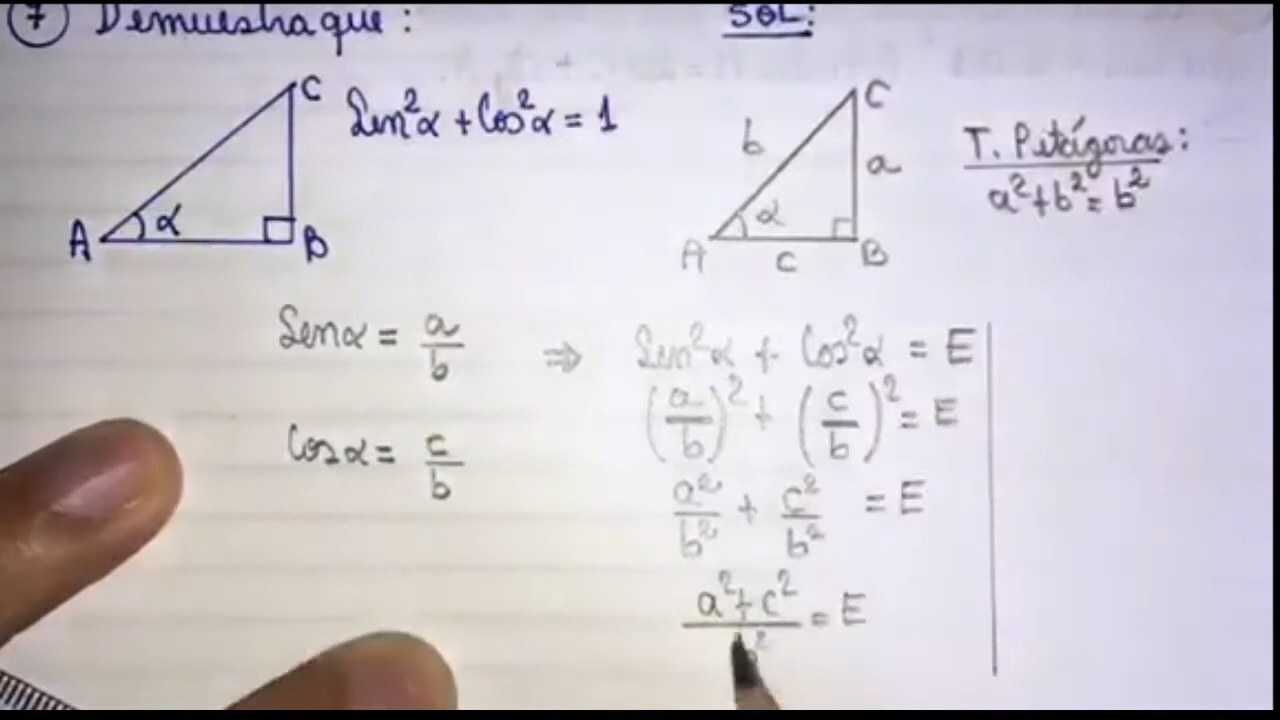 7 Demuestra que:
Sen²α + Cos²α = 1
C
α
A
B
SOL:
C
b
a
α
A
c
B
T. Pitágoras:
a² + b² = b²
Senα = a/b
Cosα = c/b
⇒ Sen²α + Cos²α = E
(a/b)² + (c/b)² = E
a²/b² + c²/b² = E
(a² + c²)/b² = E